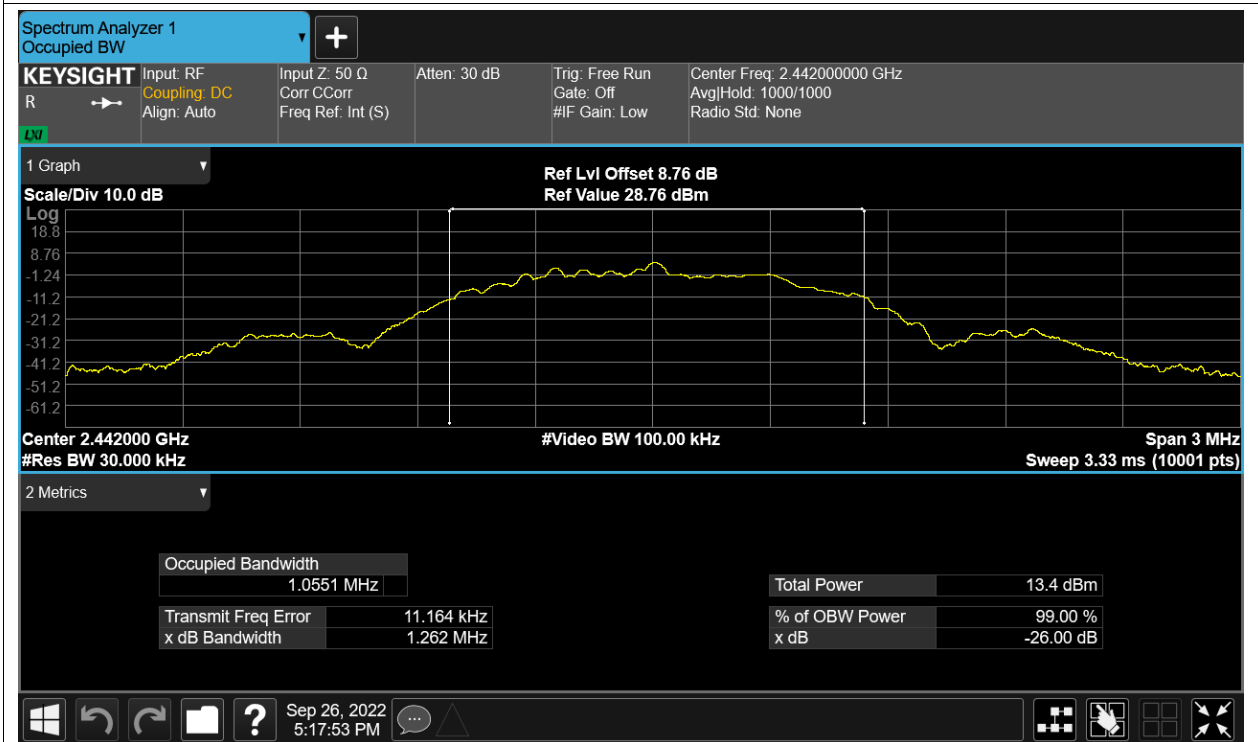 Spectrum Analyzer 1
Occupied BW
KEYSIGHT
R
LXI
Input: RF
Coupling: DC
Align: Auto
Input Z: 50 Ω
Corr CCorr
Freq Ref: Int (S)
Atten: 30 dB
Trig: Free Run
Gate: Off
#IF Gain: Low
Center Freq: 2.442000000 GHz
Avg|Hold: 1000/1000
Radio Std: None
1 Graph
Scale/Div 10.0 dB
Ref Lvl Offset 8.76 dB
Ref Value 28.76 dBm
Log
18.8
8.76
-1.24
-11.2
-21.2
-31.2
-41.2
-51.2
-61.2
Center 2.442000 GHz
#Res BW 30.000 kHz
#Video BW 100.00 kHz
Span 3 MHz
Sweep 3.33 ms (10001 pts)
2 Metrics
Occupied Bandwidth
1.0551 MHz
Transmit Freq Error 11.164 kHz
x dB Bandwidth 1.262 MHz
Total Power 13.4 dBm
% of OBW Power 99.00 %
x dB -26.00 dB
?
Sep 26, 2022
5:17:53 PM